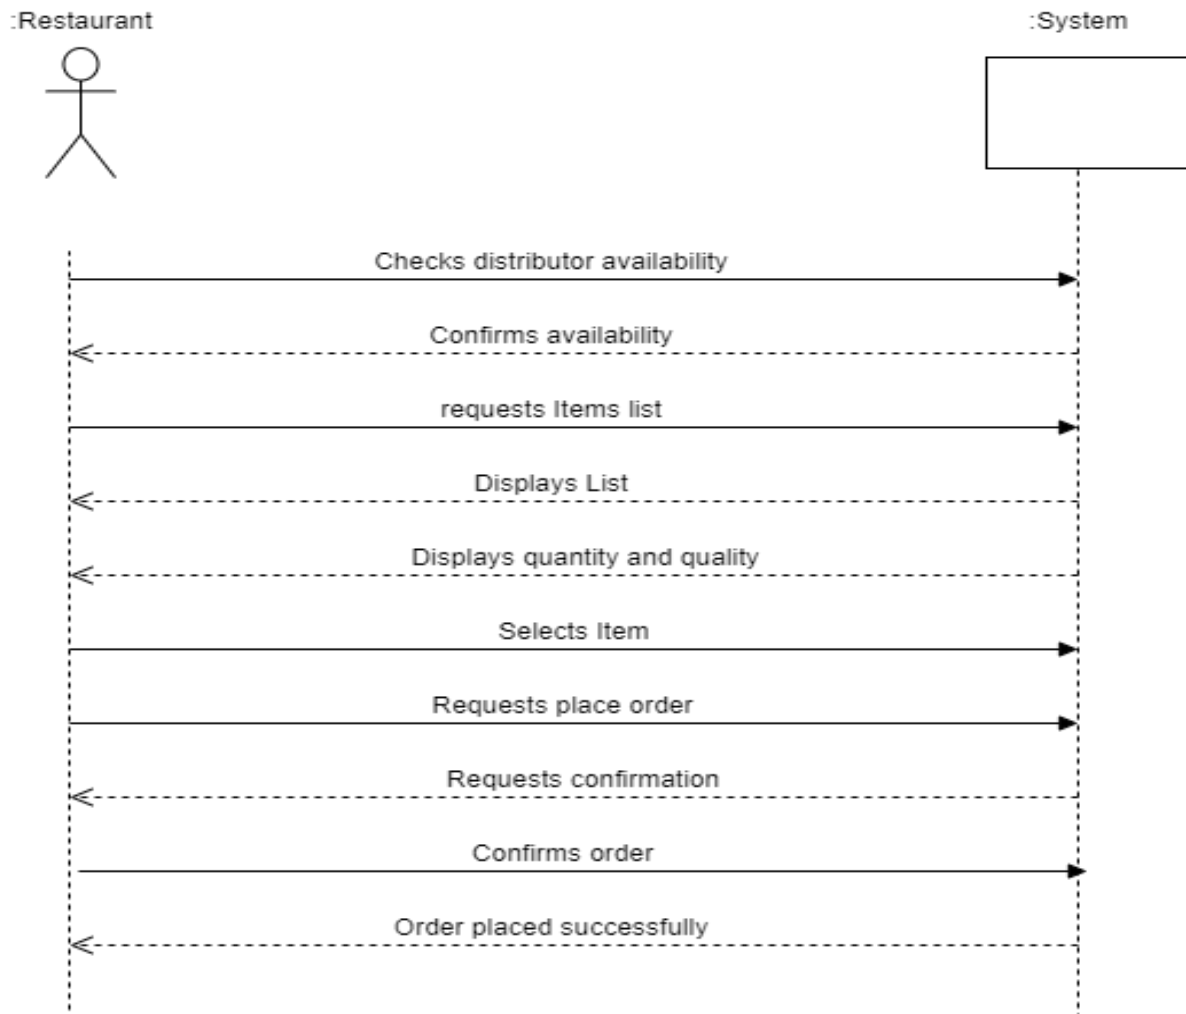 :Restaurant
:System
Checks distributor availability
Confirms availability
requests Items list
Displays List
Displays quantity and quality
Selects Item
Requests place order
Requests confirmation
Confirms order
Order placed successfully